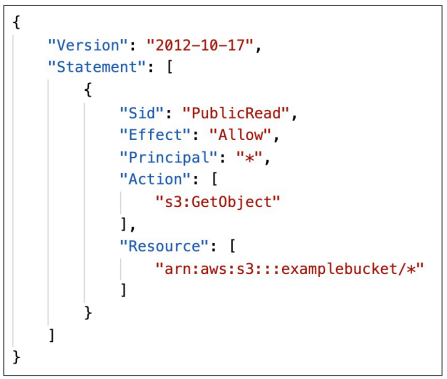 {
"Version": "2012-10-17",
"Statement": [
{
"Sid": "PublicRead",
"Effect": "Allow",
"Principal": "*",
"Action": [
"s3:GetObject"
],
"Resource": [
"arn:aws:s3:::examplebucket/*"
]
}
]
}